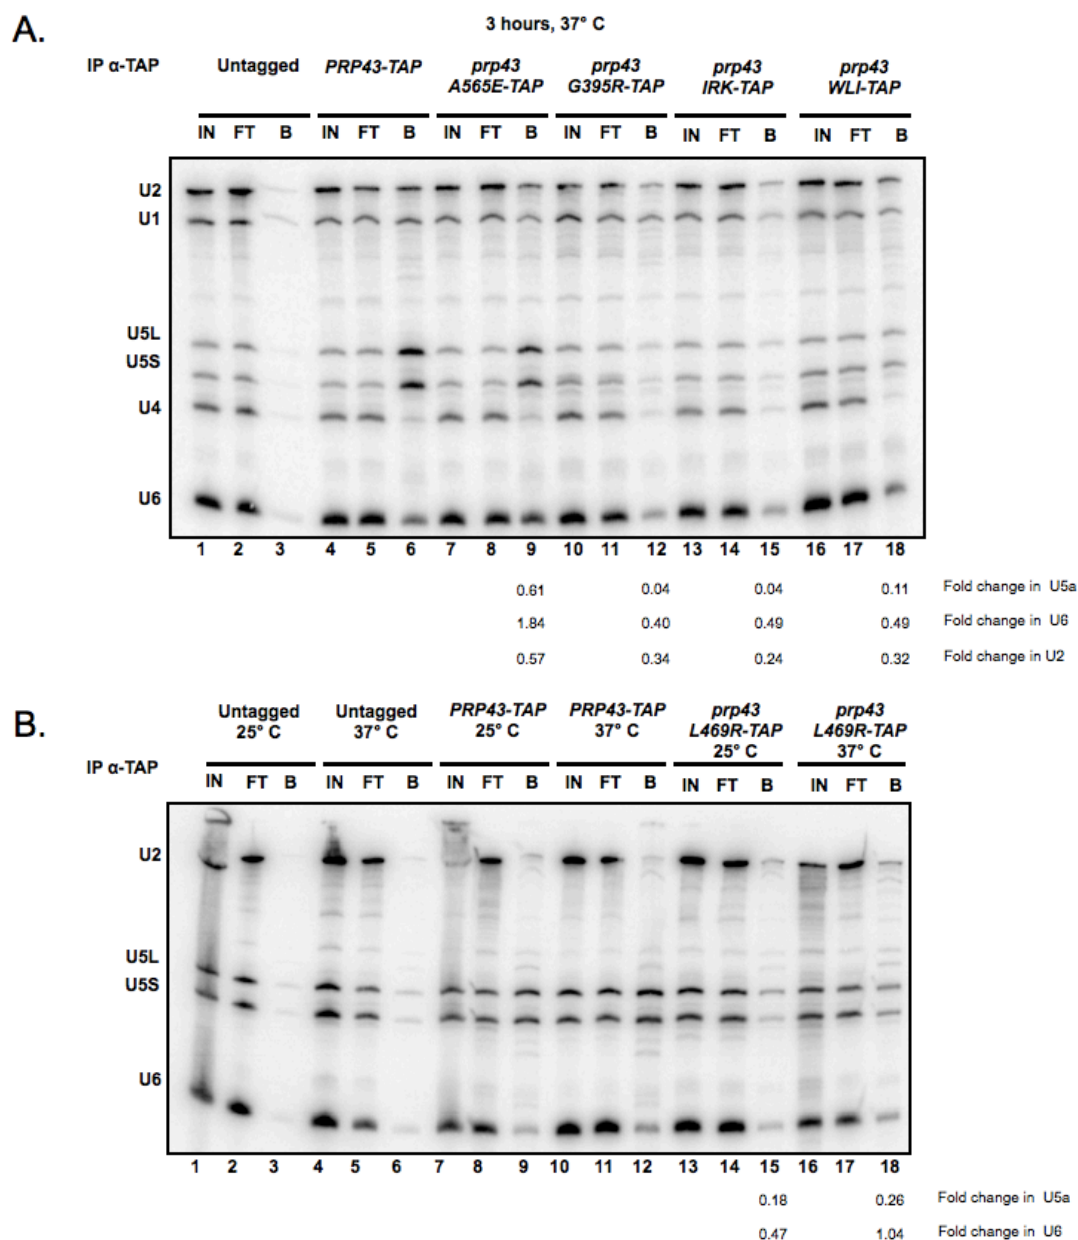 A.
3 hours, 37° C
IP α-TAP
Untagged PRP43-TAP prp43 A565E-TAP prp43 G395R-TAP prp43 IRK-TAP prp43 WLI-TAP
IN FT B IN FT B IN FT B IN FT B IN FT B IN FT B
U2
U1
U5L
U5S
U4
U6
1 2 3 4 5 6 7 8 9 10 11 12 13 14 15 16 17 18
0.61 0.04 0.04 0.11 Fold change in U5a
1.84 0.40 0.49 0.49 Fold change in U6
0.57 0.34 0.24 0.32 Fold change in U2
B.
Untagged 25° C Untagged 37° C PRP43-TAP 25° C PRP43-TAP 37° C prp43 L469R-TAP 25° C prp43 L469R-TAP 37° C
IP α-TAP
IN FT B IN FT B IN FT B IN FT B IN FT B IN FT B
U2
U5L
U5S
U6
1 2 3 4 5 6 7 8 9 10 11 12 13 14 15 16 17 18
0.18 0.26 Fold change in U5a
0.47 1.04 Fold change in U6